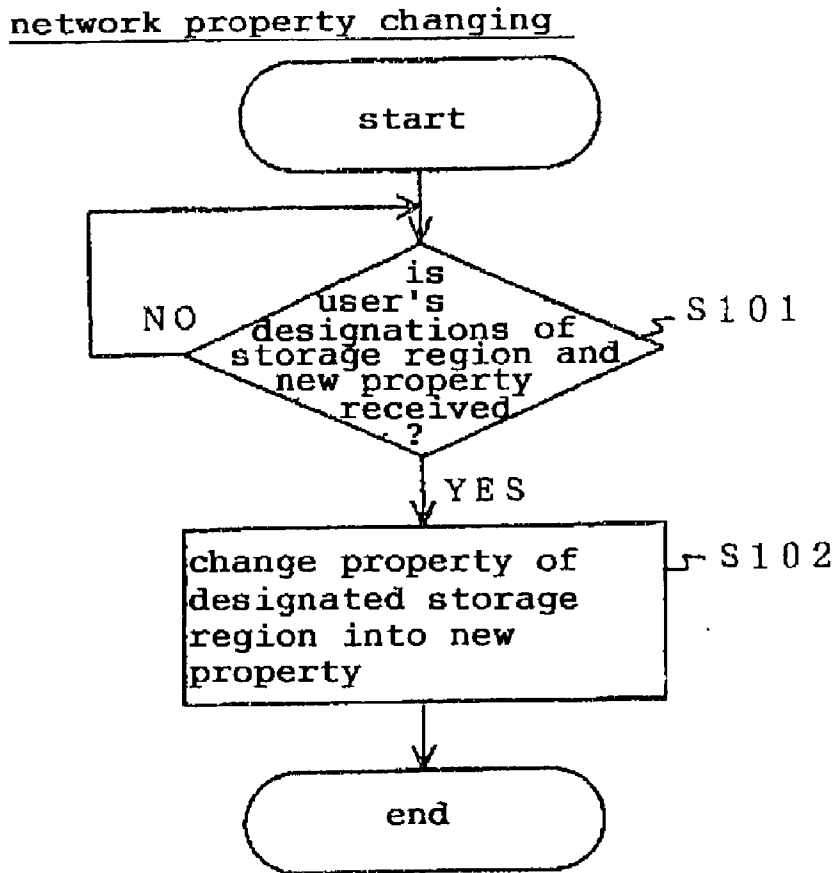 network property changing
start
is
user's
designations of
storage region and
new property
received
?
NO
S101
YES
change property of
designated storage
region into new
property
S102
end